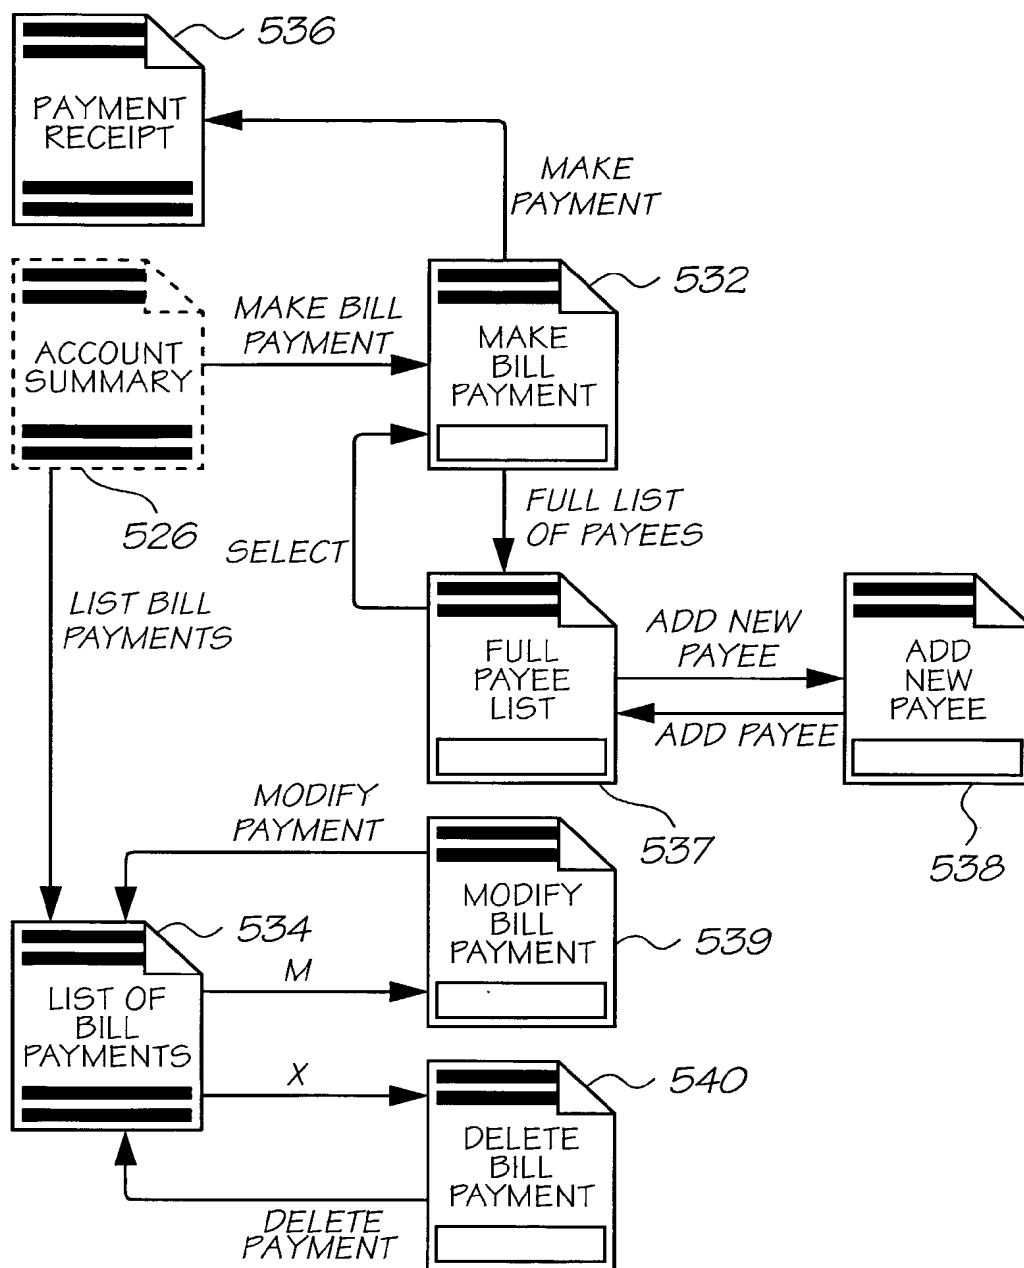 536
PAYMENT
RECEIPT
MAKE
PAYMENT
532
MAKE BILL
PAYMENT
MAKE
BILL
PAYMENT
ACCOUNT
SUMMARY
526
FULL LIST
OF PAYEES
SELECT
LIST BILL
PAYMENTS
FULL
PAYEE
LIST
ADD NEW
PAYEE
ADD PAYEE
ADD
NEW
PAYEE
537
538
MODIFY
PAYMENT
MODIFY
BILL
PAYMENT
539
534
M
LIST OF
BILL
PAYMENTS
X
540
DELETE
BILL
PAYMENT
DELETE
PAYMENT